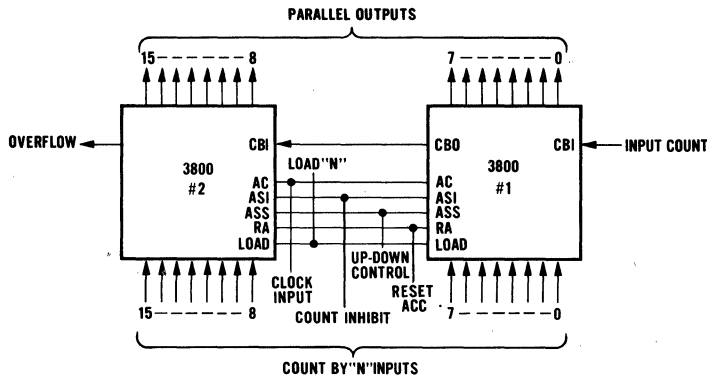 PARALLEL OUTPUTS
15 8 7 0
OVERFLOW CBI CBO CBI INPUT COUNT
LOAD "N"
3800 3800
#2 #1
AC AC
ASI ASI
ASS ASS
RA RA
LOAD LOAD
UP-DOWN
CONTROL
CLOCK
INPUT
RESET
ACC
COUNT INHIBIT
15 8 7 0
COUNT BY "N" INPUTS